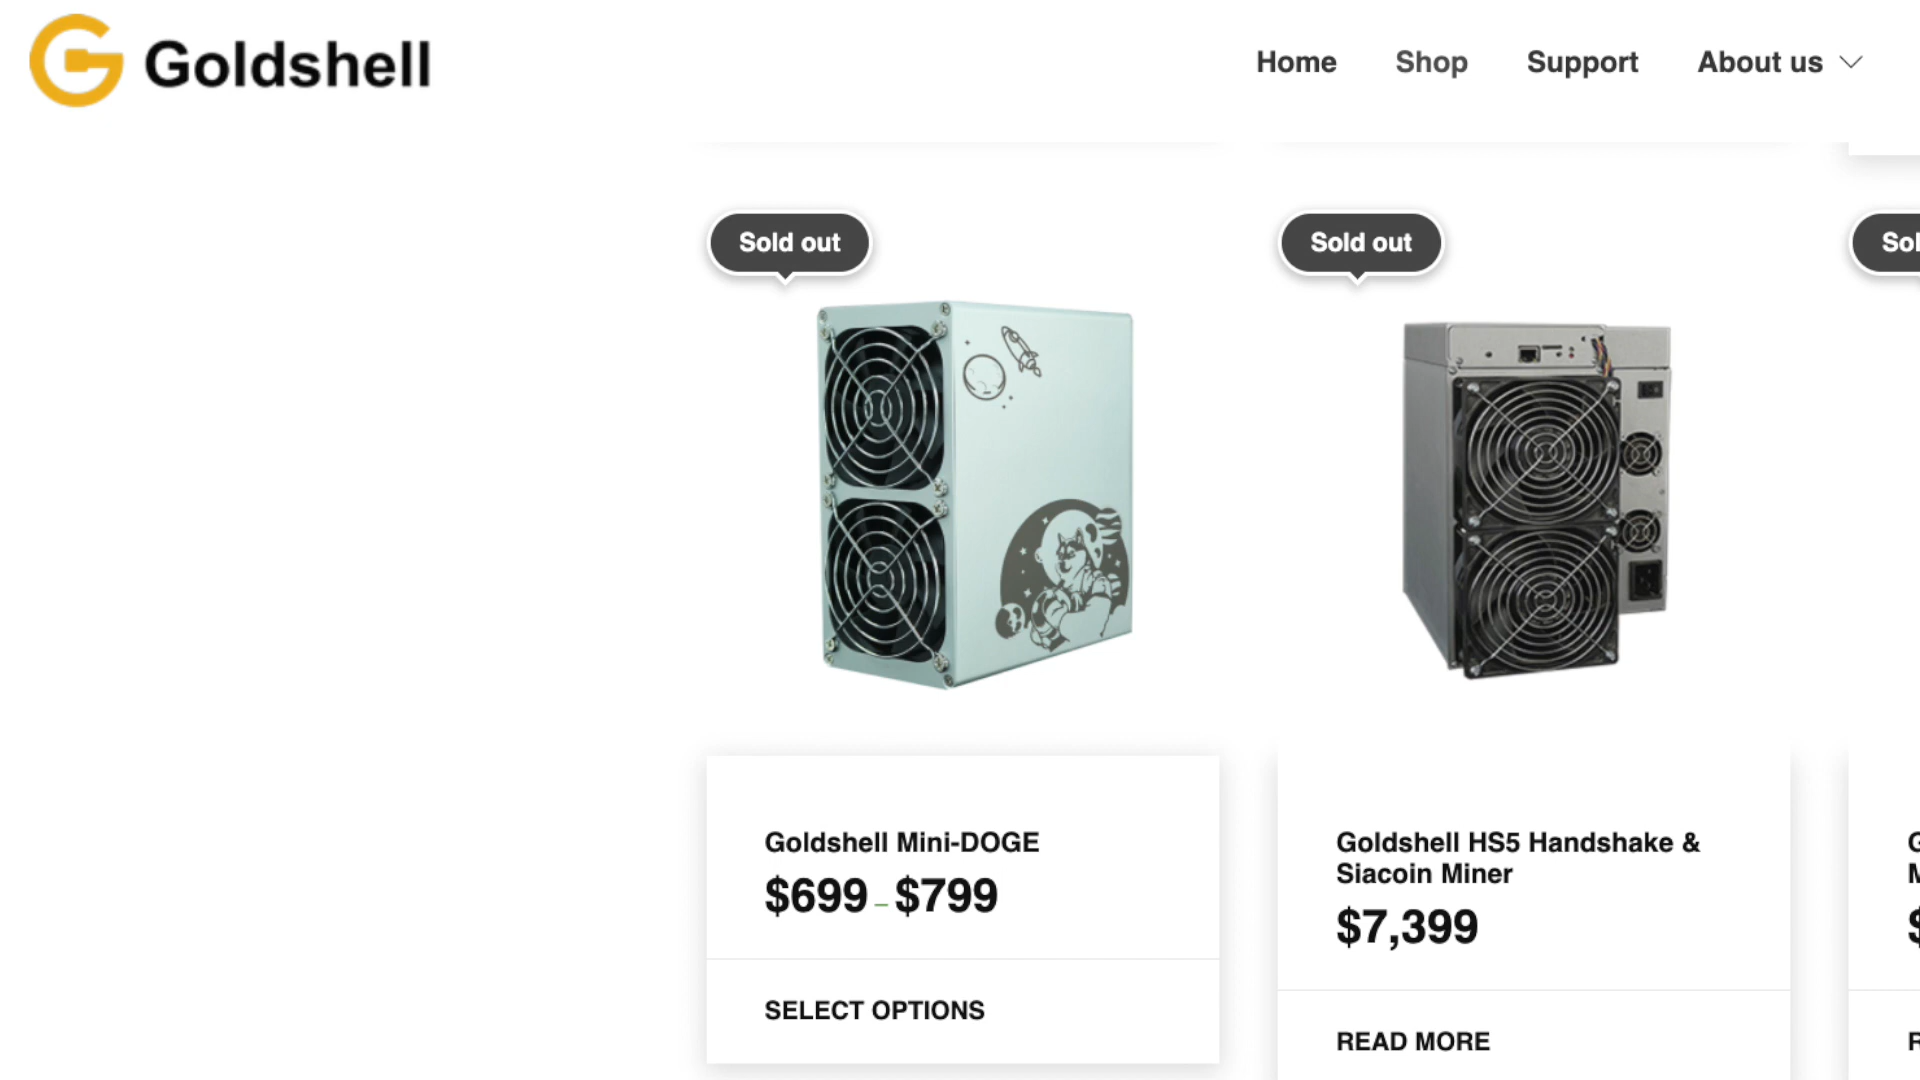 Goldshell
Home
Shop
Support
About us
Sold out
Sold out
Goldshell Mini-DOGE
$699 – $799
SELECT OPTIONS
Goldshell HS5 Handshake &
Siacoin Miner
$7,399
READ MORE